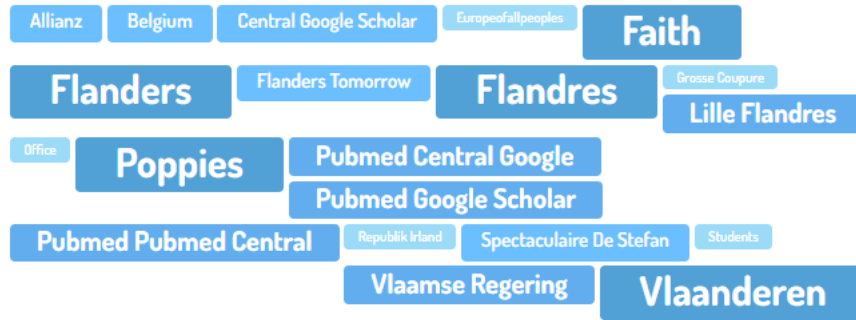 Allianz Belgium Central Google Scholar Europeofallpeoples Faith
Flanders Flanders Tomorrow Flandres Grosse Coupure
Lille Flandres
Office Poppies Pubmed Central Google
Pubmed Google Scholar
Pubmed Pubmed Central Republik Irland Spectaculaire De Stefan Students
Vlaamse Regering Vlaanderen